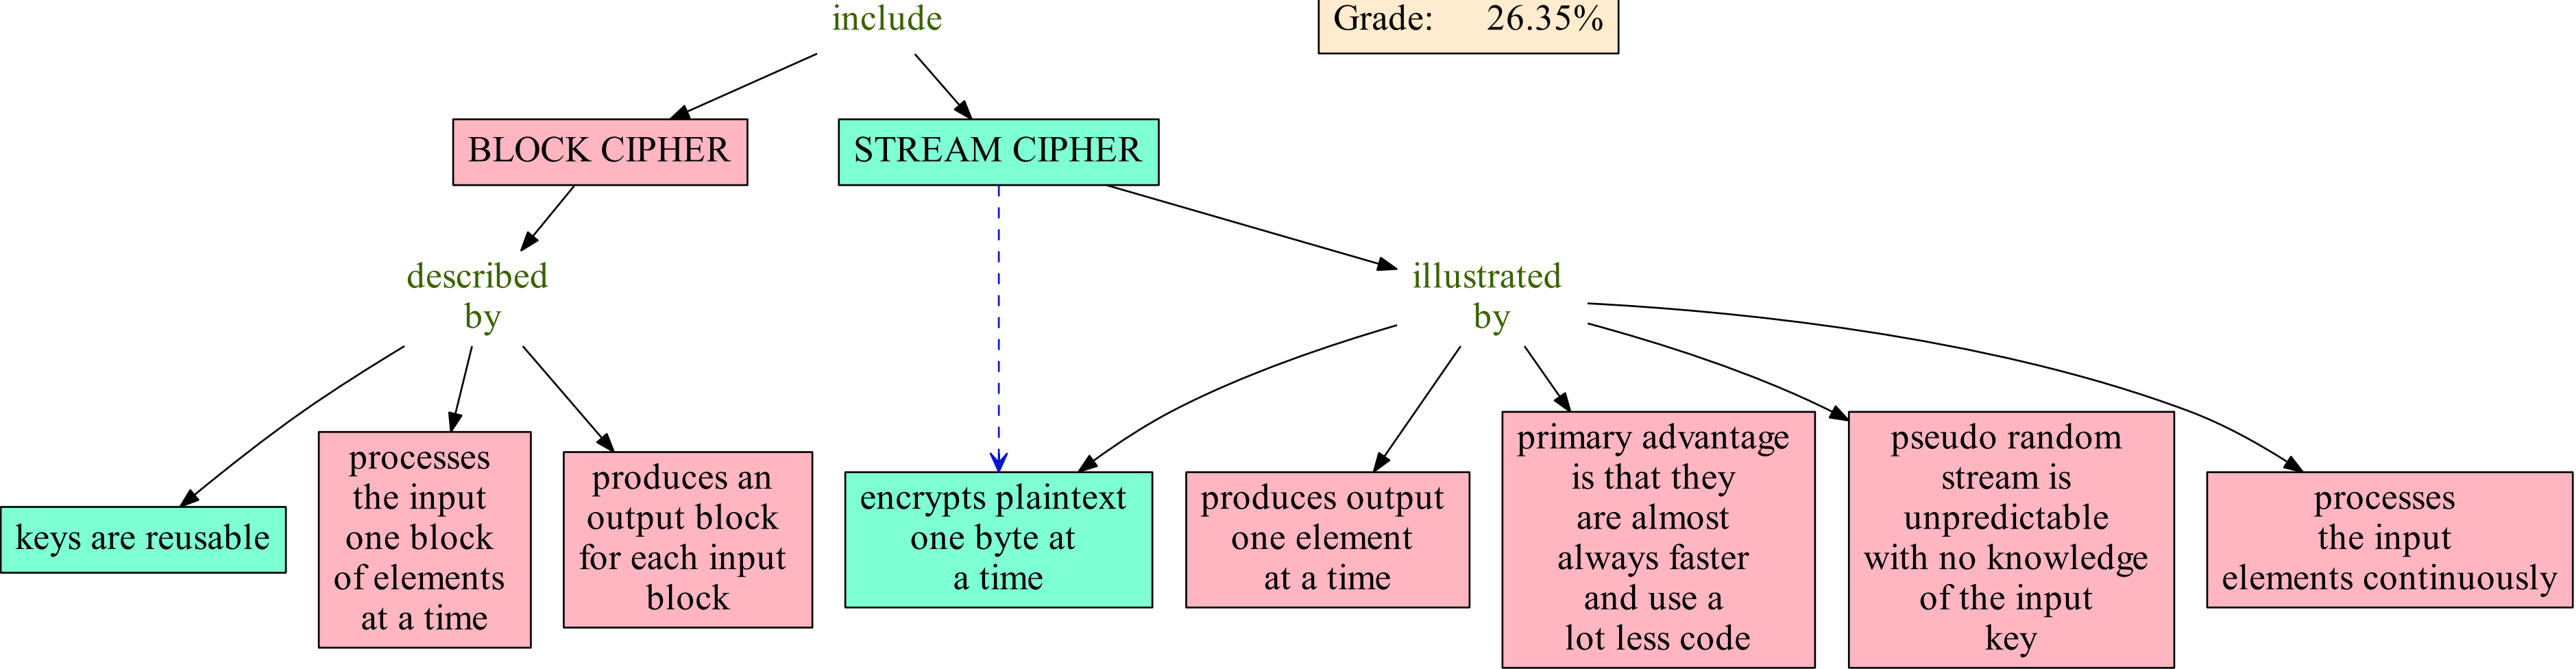 include
Grade: 26.35%
BLOCK CIPHER
STREAM CIPHER
described
by
illustrated
by
keys are reusable
processes
the input
one block
of elements
at a time
produces an
output block
for each input
block
encrypts plaintext
one byte at
a time
produces output
one element
at a time
primary advantage
is that they
are almost
always faster
and use a
lot less code
pseudo random
stream is
unpredictable
with no knowledge
of the input
key
processes
the input
elements continuously